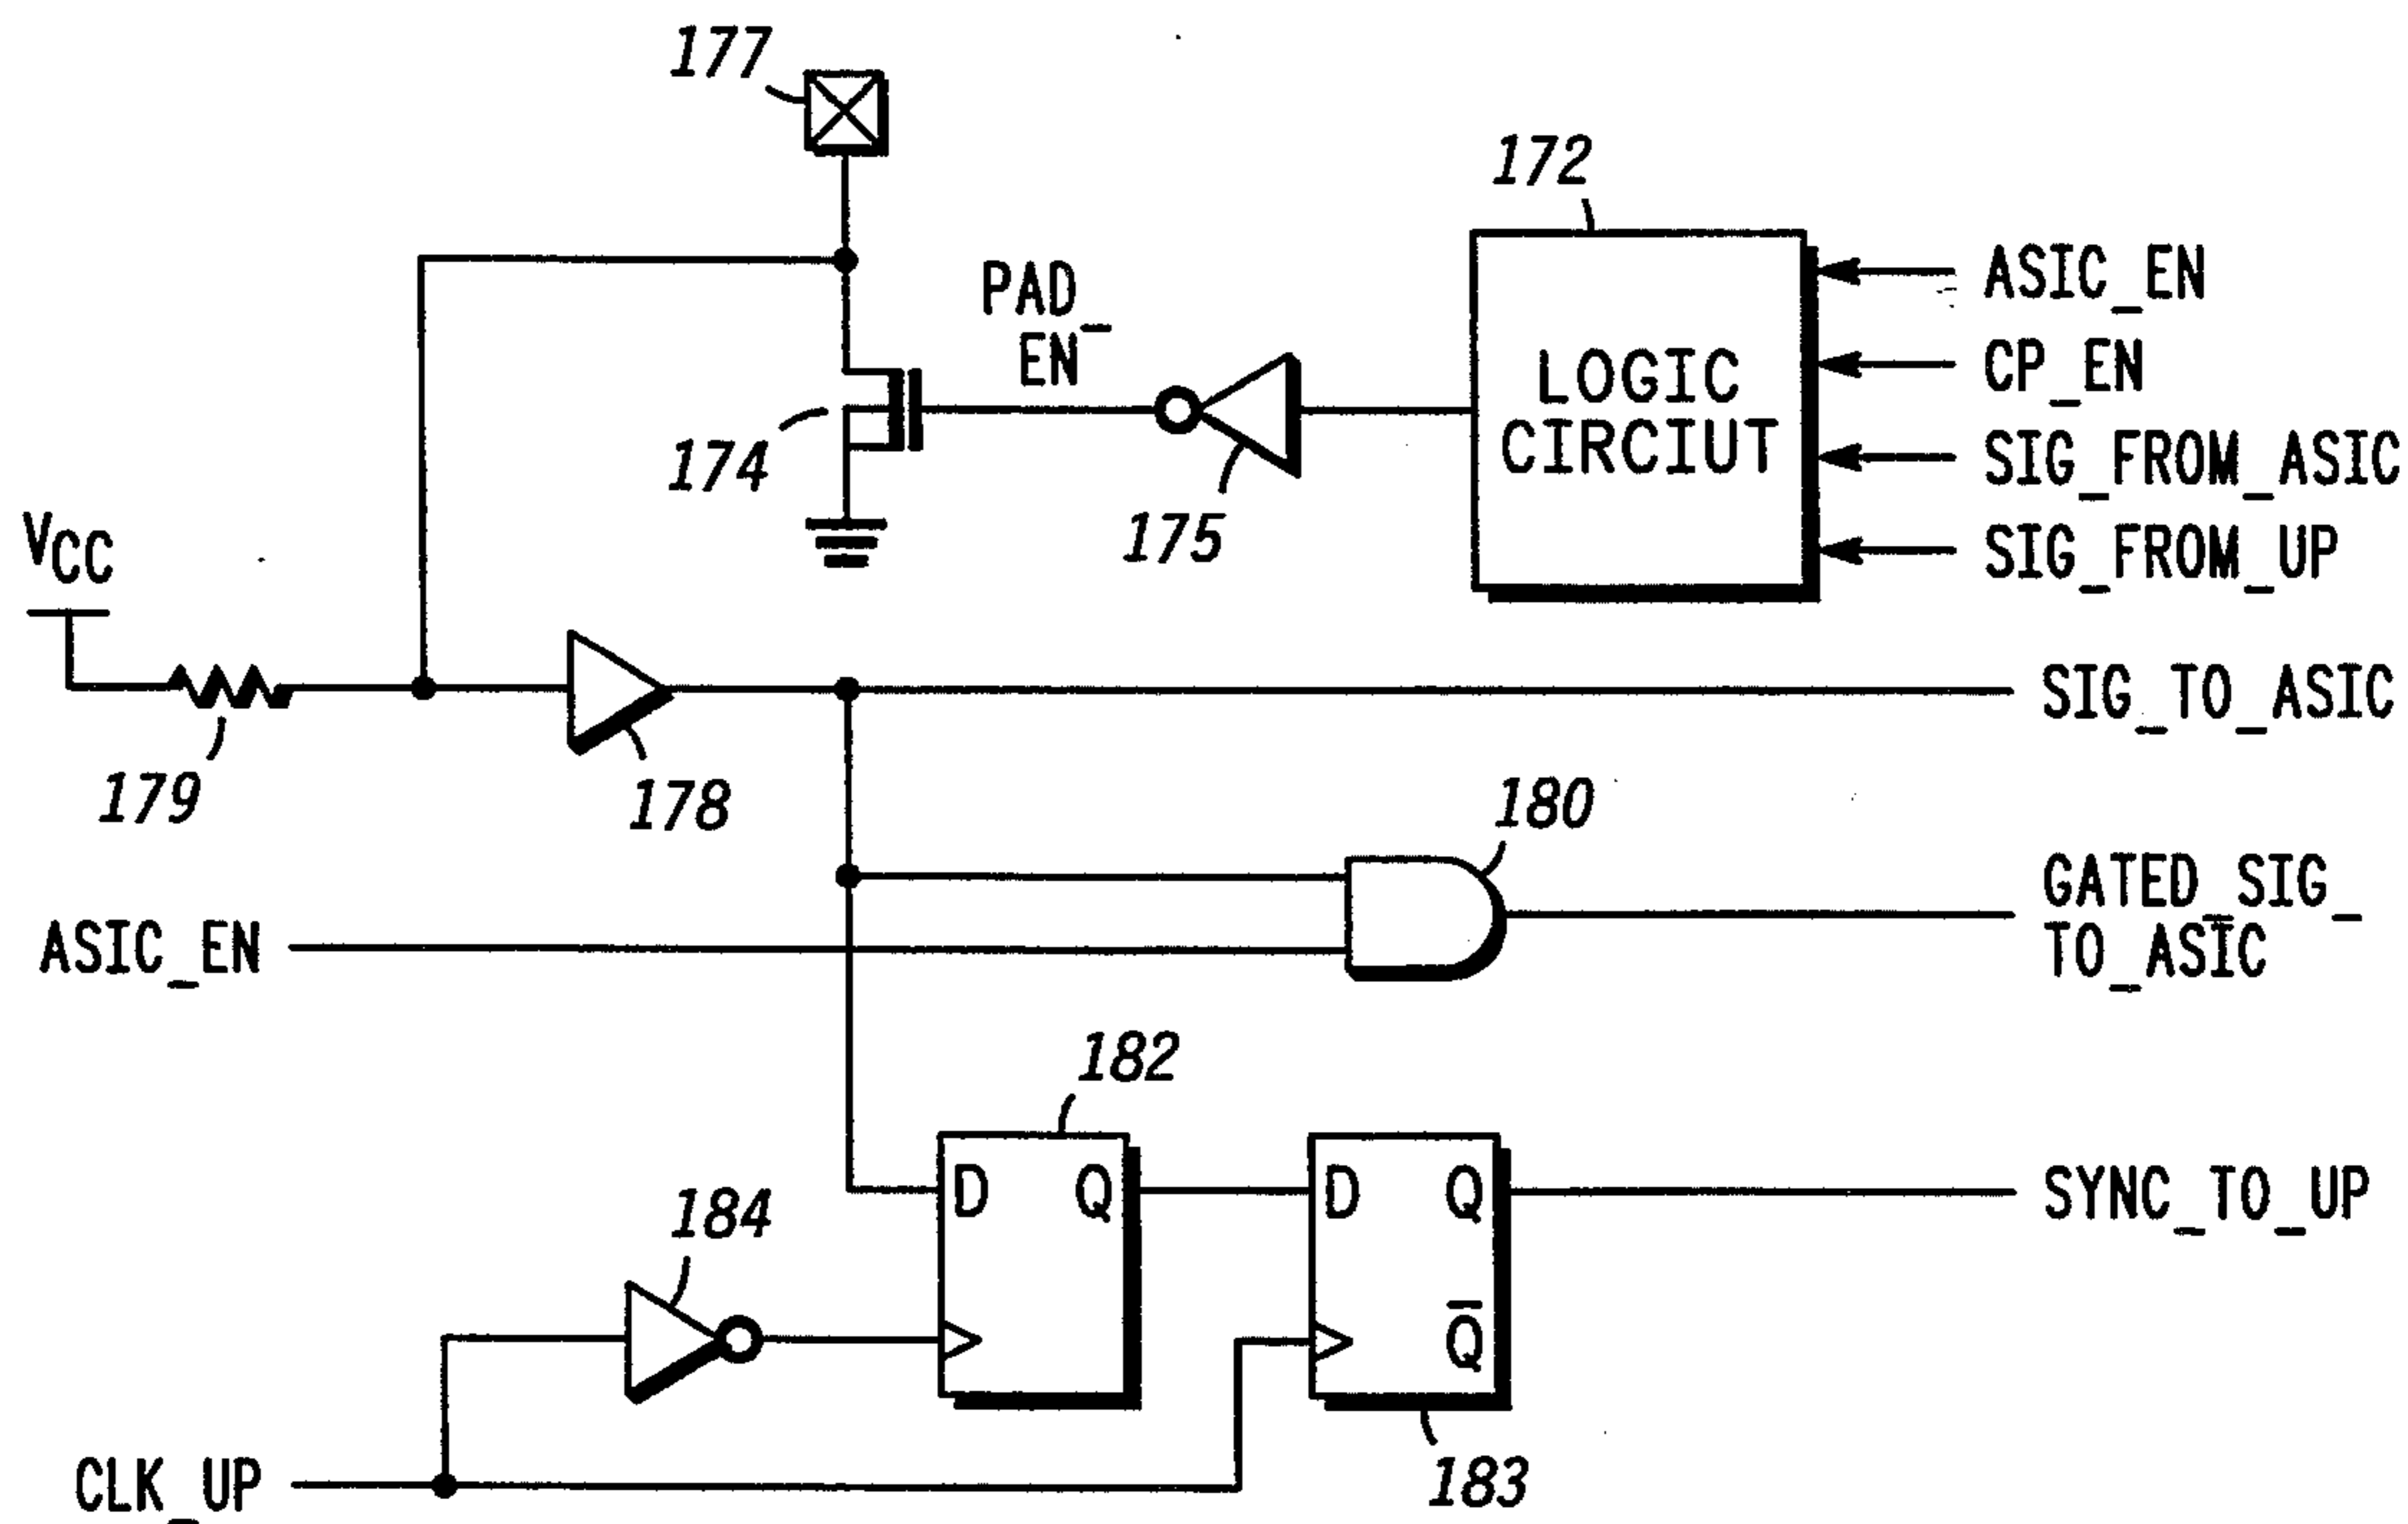 177
172
PAD_
EN
ASIC_EN
CP_EN
LOGIC
CIRCIUT
SIG_FROM_ASIC
SIG_FROM_UP
174
175
VCC
179
178
SIG_TO_ASIC
180
GATED_SIG_
TO_ASIC
ASIC_EN
182
D Q
D Q
Q̅
SYNC_TO_UP
184
CLK_UP
183